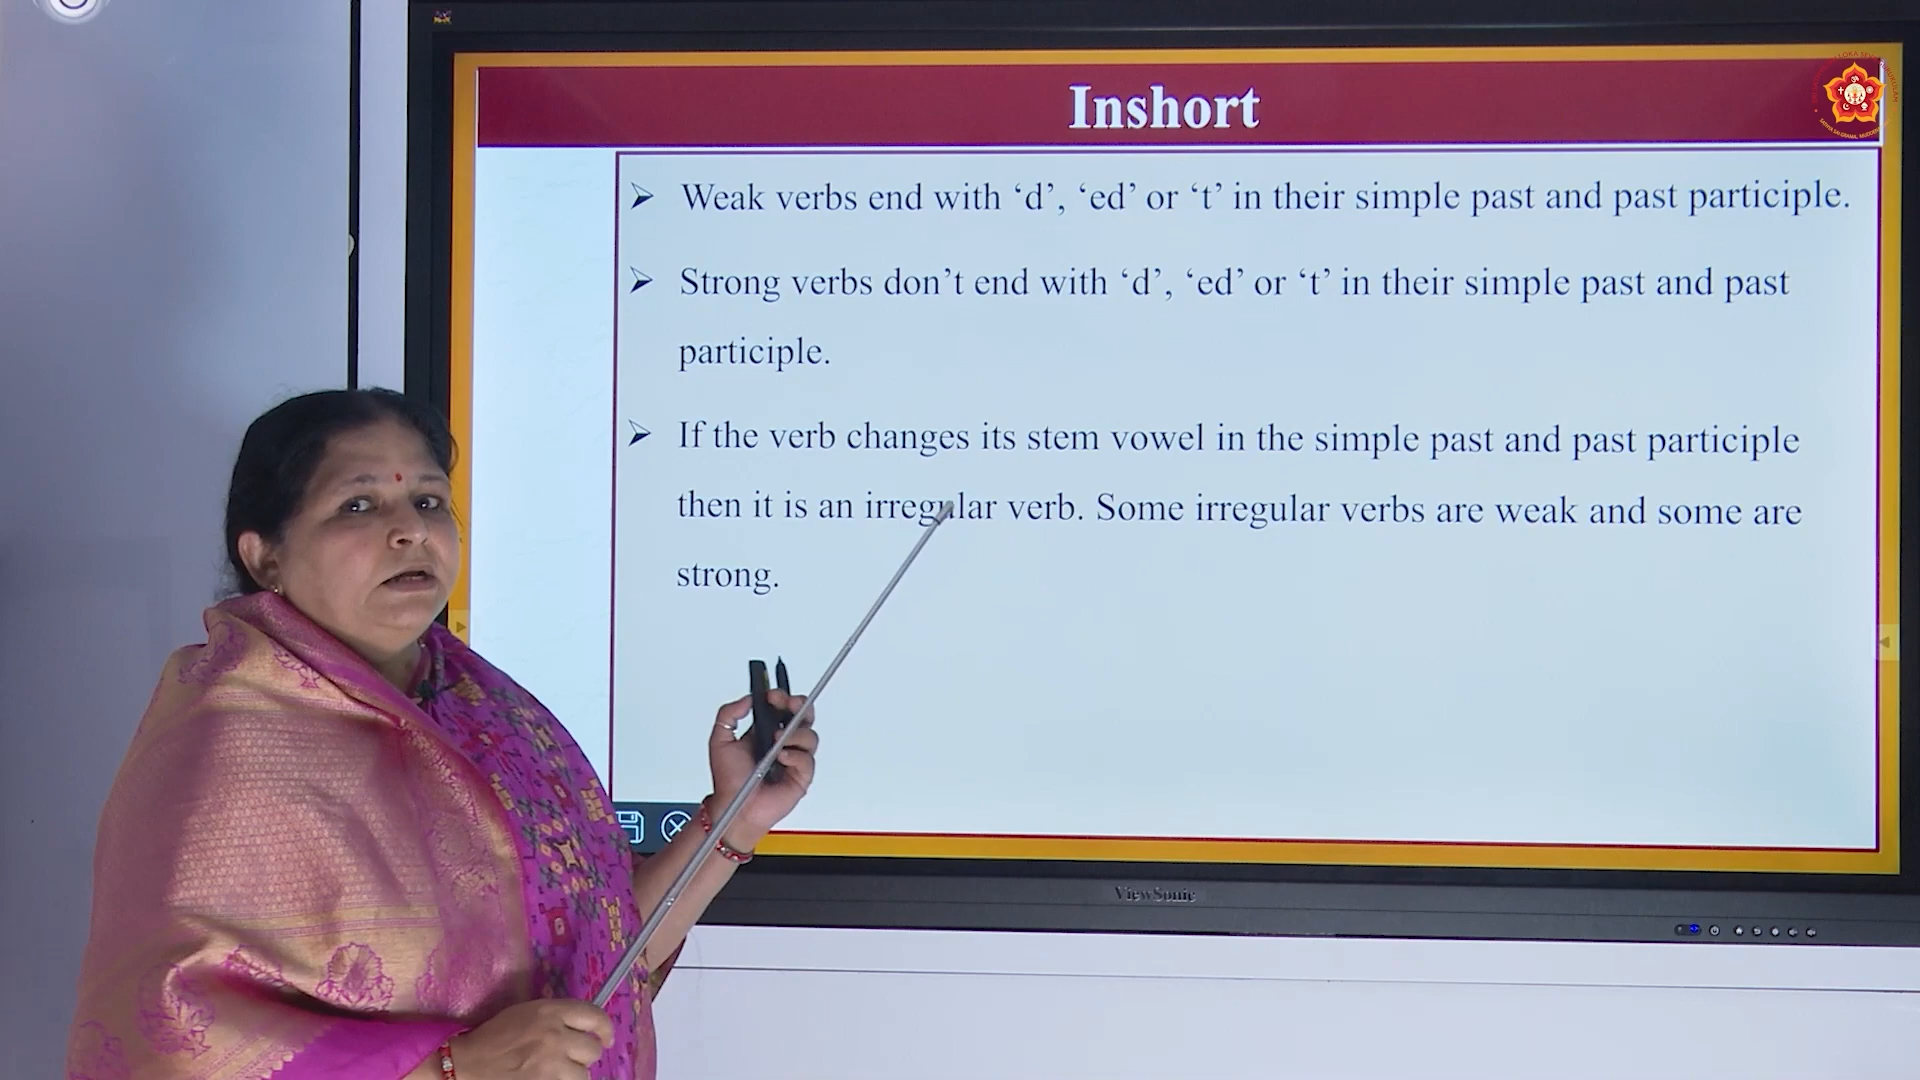 Inshort
Weak verbs end with ‘d’, ‘ed’ or ‘t’ in their simple past and past participle.
Strong verbs don’t end with ‘d’, ‘ed’ or ‘t’ in their simple past and past
participle.
If the verb changes its stem vowel in the simple past and past participle
then it is an irregular verb. Some irregular verbs are weak and some are
strong.
ViewSonic